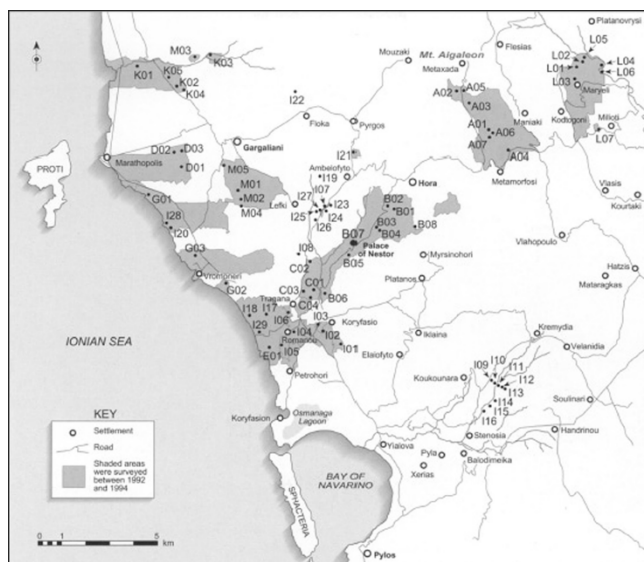 Platanovrysi
L05
L02
L01
L04
L06
L03
Maryeli
M03
K03
K01
K05
K02
K04
Mouzaki
Mt. Aigaleon
Metaxada
Flesias
A02
A05
A03
Maniaki
Kodtogoni
Milioti
L07
I22
Floka
Pyrgos
A01
A06
A07
A04
Metamorfosi
D02
D03
D01
Marathopolis
Gargaliani
I21
Ambelofyto
I19
Hora
Vlasis
Kourtaki
PROTI
M05
M01
M02
M04
Lefki
I27
I07
I23
I25
I24
I26
B02
B01
B03
B04
B08
G01
I28
I20
B07
Palace of Nestor
B05
Vlahopoulo
Hatzis
Mataragkas
G03
Vromoneri
G02
I08
C02
Myrsinohori
Platanos
C03
C01
C04
B06
Tragana
I18
I17
I06
I03
Koryfasio
I29
I04
Romanou
I02
I05
I01
E01
Iklaina
Elaiofyto
Kremydia
Velanidia
IONIAN SEA
Petrohori
Koukounara
I09
I10
I11
I12
I13
I14
I15
I16
Soulinari
Koryfasion
Osmanaga
Lagoon
Stenosia
Handrinou
Yialova
Pyla
Balodimeika
Xerias
BAY OF
NAVARINO
SPHACTERIA
Pylos
KEY
Settlement
Road
Shaded areas
were surveyed
between 1992
and 1994
0 1 5
km